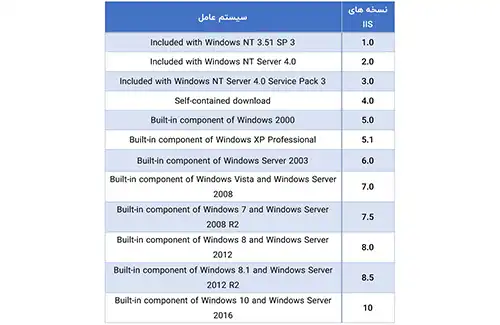 نسخه های
IIS
سیستم عامل
1.0
Included with Windows NT 3.51 SP 3
2.0
Included with Windows NT Server 4.0
3.0
Included with Windows NT Server 4.0 Service Pack 3
4.0
Self-contained download
5.0
Built-in component of Windows 2000
5.1
Built-in component of Windows XP Professional
6.0
Built-in component of Windows Server 2003
7.0
Built-in component of Windows Vista and Windows Server
2008
7.5
Built-in component of Windows 7 and Windows Server
2008 R2
8.0
Built-in component of Windows 8 and Windows Server
2012
8.5
Built-in component of Windows 8.1 and Windows Server
2012 R2
10
Built-in component of Windows 10 and Windows Server
2016